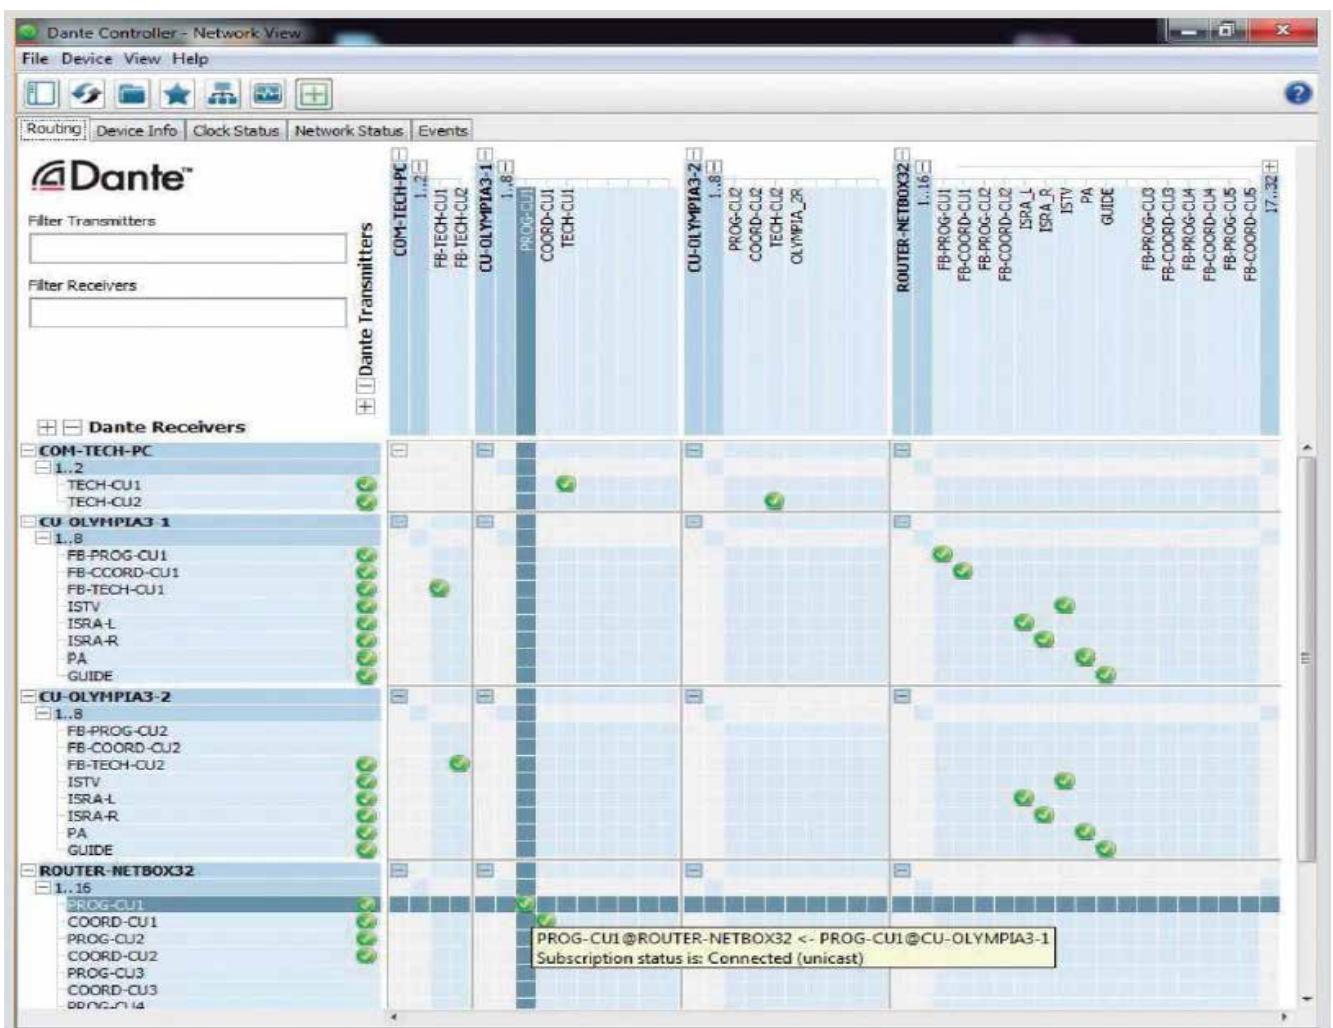 Dante Controller - Network View
File Device View Help
Routing Device Info Clock Status Network Status Events
Dante™
Filter Transmitters
Filter Receivers
Dante Transmitters
Dante Receivers
COM-TECH-PC
1..2
FB-TECH-CU1
FB-TECH-CU2
CU-OLYMPIA3-1
1..8
PROG-CU1
COORD-CU1
TECH-CU1
CU-OLYMPIA3-2
1..8
PROG-CU2
COORD-CU2
TECH-CU2
OLYMPIA_2R
ROUTER-NETBOX32
1..16
FB-PROG-CU1
FB-COORD-CU1
FB-PROG-CU2
FB-COORD-CU2
ISRA_L
ISRA_R
ISTV
PA
GUIDE
FB-PROG-CU3
FB-COORD-CU3
FB-PROG-CU4
FB-COORD-CU4
FB-PROG-CU5
FB-COORD-CU5
17..32
COM-TECH-PC
1..2
TECH-CU1
TECH-CU2
CU-OLYMPIA3-1
1..8
FB-PROG-CU1
FB-CCORD-CU1
FB-TECH-CU1
ISTV
ISRA-L
ISRA-R
PA
GUIDE
CU-OLYMPIA3-2
1..8
FB-PROG-CU2
FB-COORD-CU2
FB-TECH-CU2
ISTV
ISRA-L
ISRA-R
PA
GUIDE
ROUTER-NETBOX32
1..16
PROG-CU1
COORD-CU1
PROG-CU2
COORD-CU2
PROG-CU3
COORD-CU3
PROG-CU4
PROG-CU1@ROUTER-NETBOX32 <- PROG-CU1@CU-OLYMPIA3-1
Subscription status is: Connected (unicast)